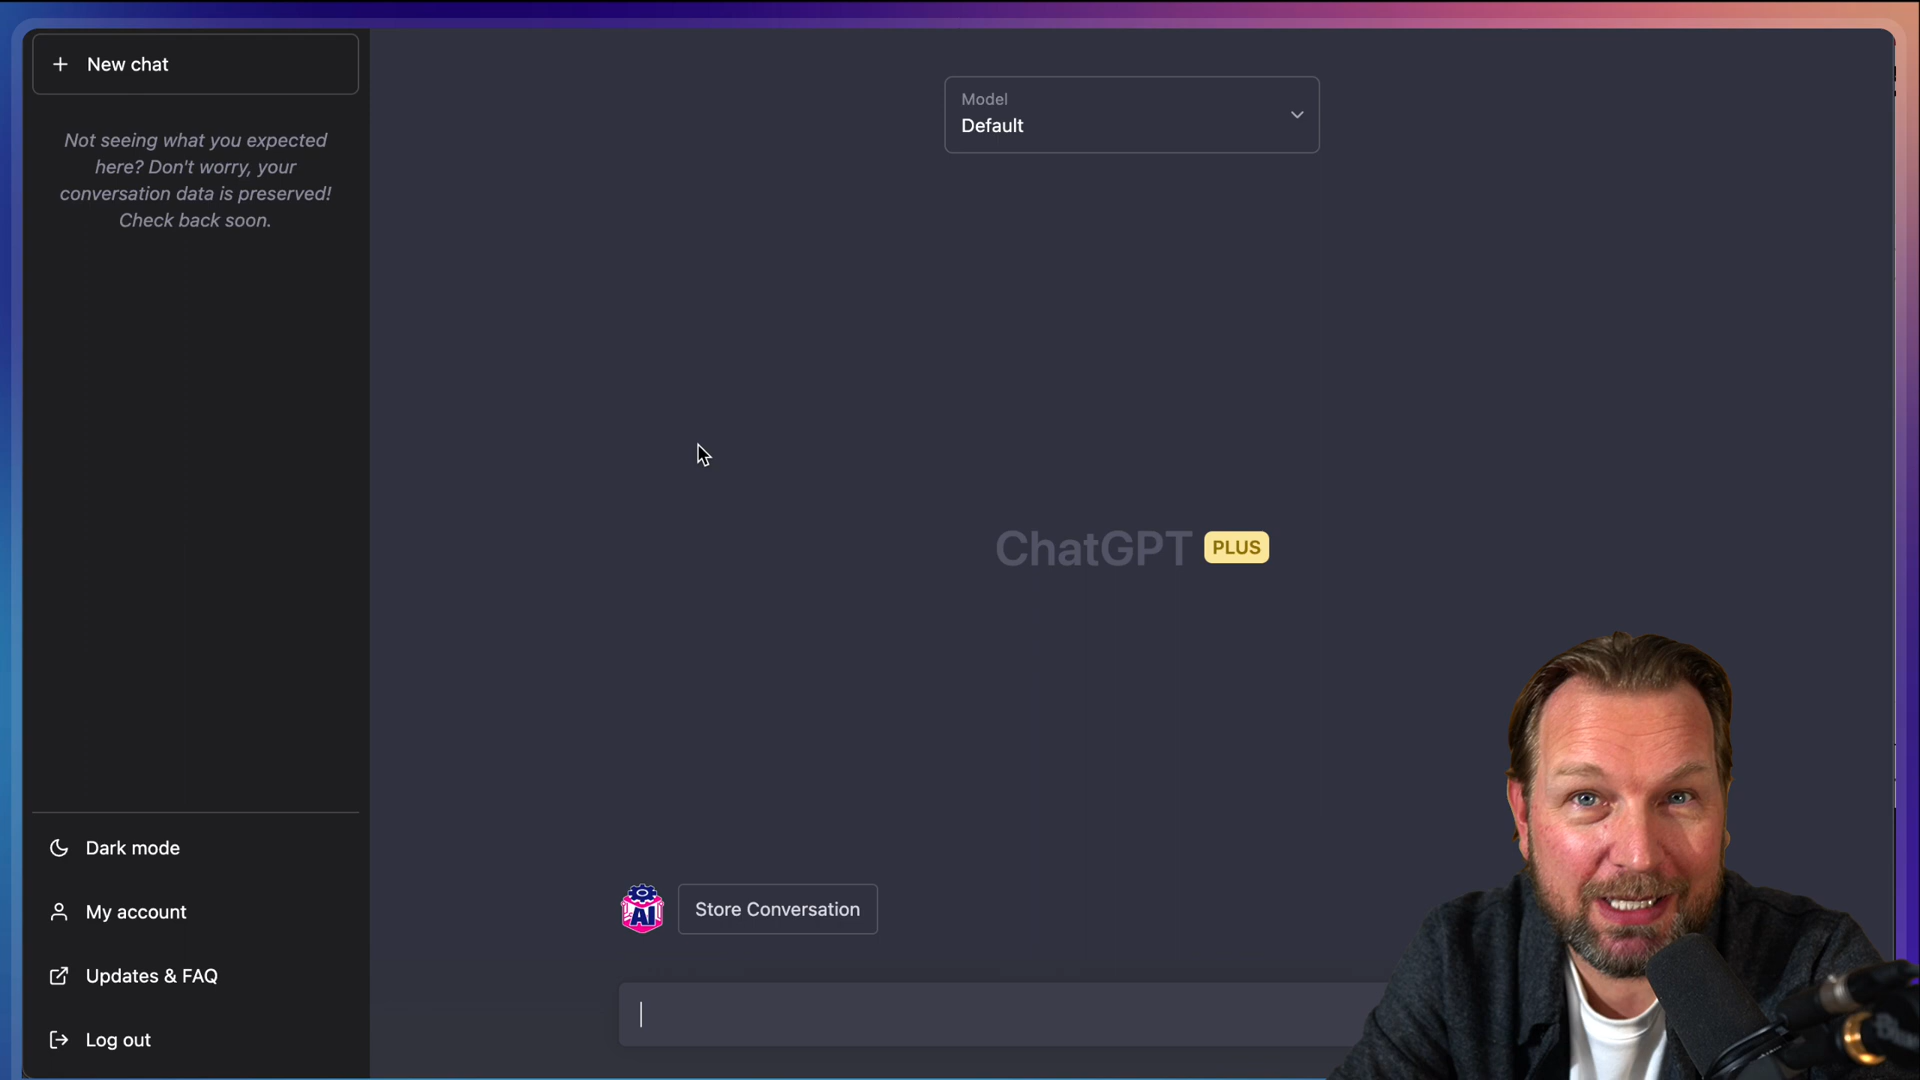 New chat
Not seeing what you expected
here? Don't worry, your
conversation data is preserved!
Check back soon.
Model
Default
ChatGPT PLUS
AI
Store Conversation
Dark mode
My account
Updates & FAQ
Log out